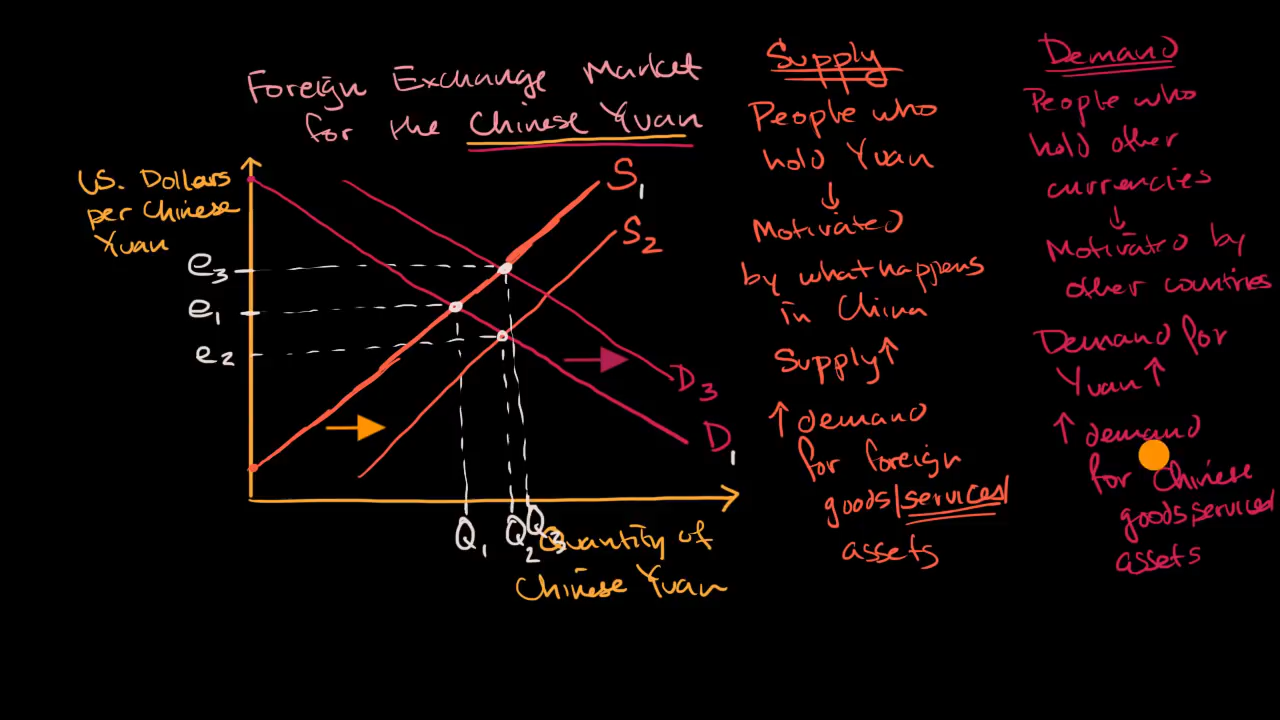 Foreign Exchange Market
for the Chinese Yuan
US. Dollars
per Chinese
Yuan
e3
e1
e2
S1
S2
D3
D1
Q1
Q2
Q3
Quantity of
Chinese Yuan
Supply
People who
hold Yuan
↓
Motivated
by what happens
in China
Supply↑
↑ demand
for foreign
goods/services/
assets
Demand
People who
hold other
currencies
↓
Motivated by
other countries
Demand for
Yuan↑
↑ demand
for Chinese
goods, services
assets